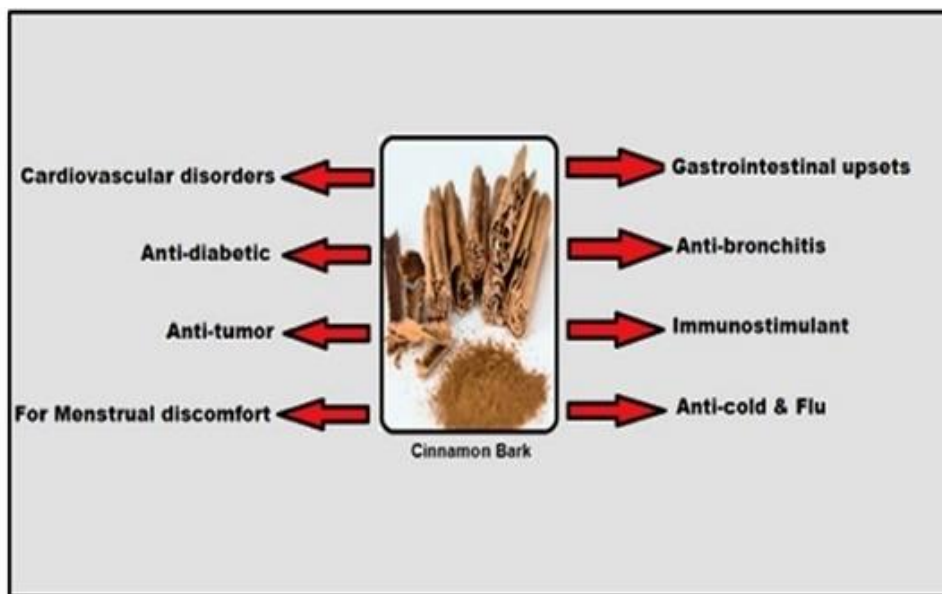 Cardiovascular disorders
Gastrointestinal upsets
Anti-diabetic
Anti-bronchitis
Anti-tumor
Immunostimulant
For Menstrual discomfort
Anti-cold & Flu
Cinnamon Bark